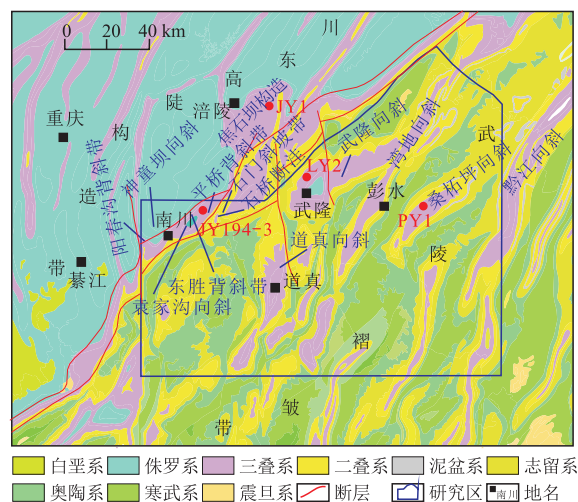 0 20 40 km
川
东
高
陡
构
造
带
重庆
涪陵
JY1
焦石坝构造
阳春沟背斜带
神童坝向斜
平桥背斜带
石门斜坡带
石桥断洼
武隆向斜
湾地向斜
桑柘坪向斜
黔江向斜
武
陵
褶
皱
带
LY2
武隆
彭水
PY1
南川
JY194-3
道真向斜
道真
东胜背斜带
袁家沟向斜
綦江
白垩系 侏罗系 三叠系 二叠系 泥盆系 志留系
奥陶系 寒武系 震旦系 断层 研究区 南川 地名